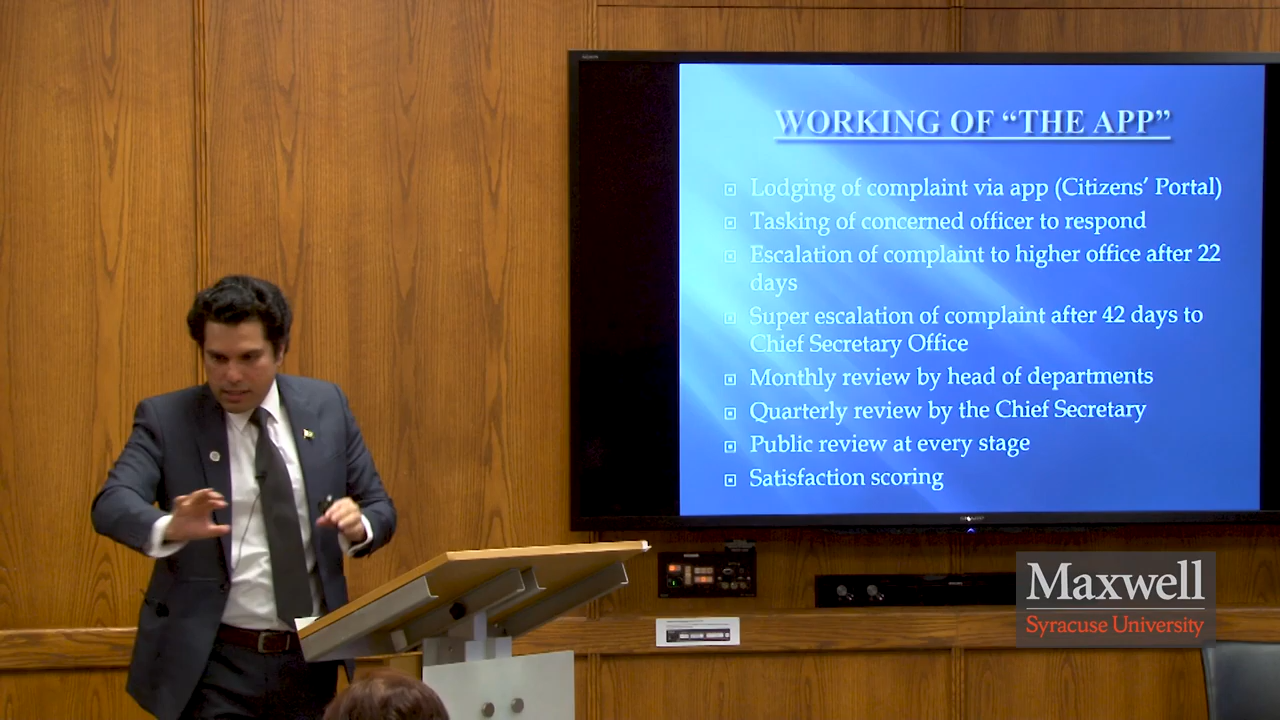 WORKING OF “THE APP”
Lodging of complaint via app (Citizens’ Portal)
Tasking of concerned officer to respond
Escalation of complaint to higher office after 22
days
Super escalation of complaint after 42 days to
Chief Secretary Office
Monthly review by head of departments
Quarterly review by the Chief Secretary
Public review at every stage
Satisfaction scoring
SHARP
Maxwell
Syracuse University